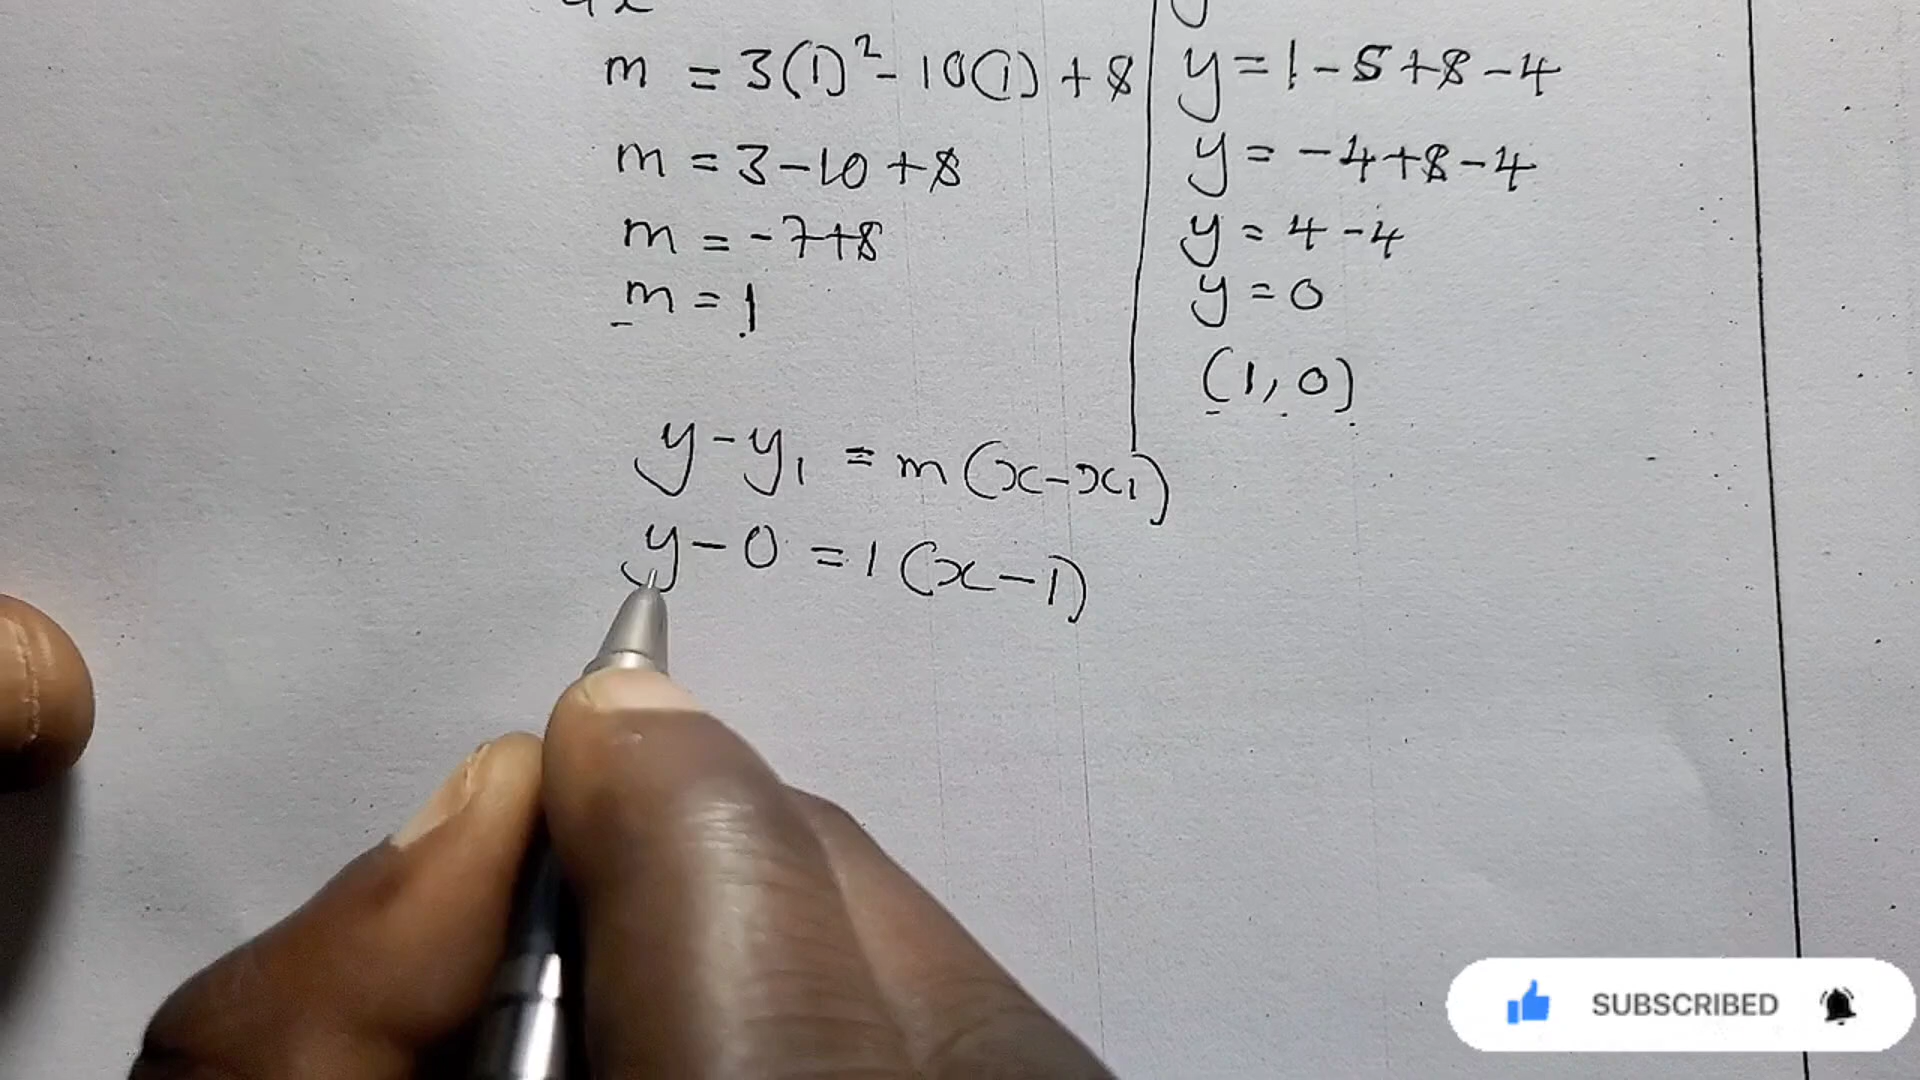 m = 3(1)² - 10(1) + 8
m = 3 - 10 + 8
m = -7+8
m = 1
y = 1 - 5 + 8 - 4
y = -4+8-4
y = 4 - 4
y = 0
(1, 0)
y - y₁ = m(x - x₁)
y - 0 = 1(x - 1)
SUBSCRIBED